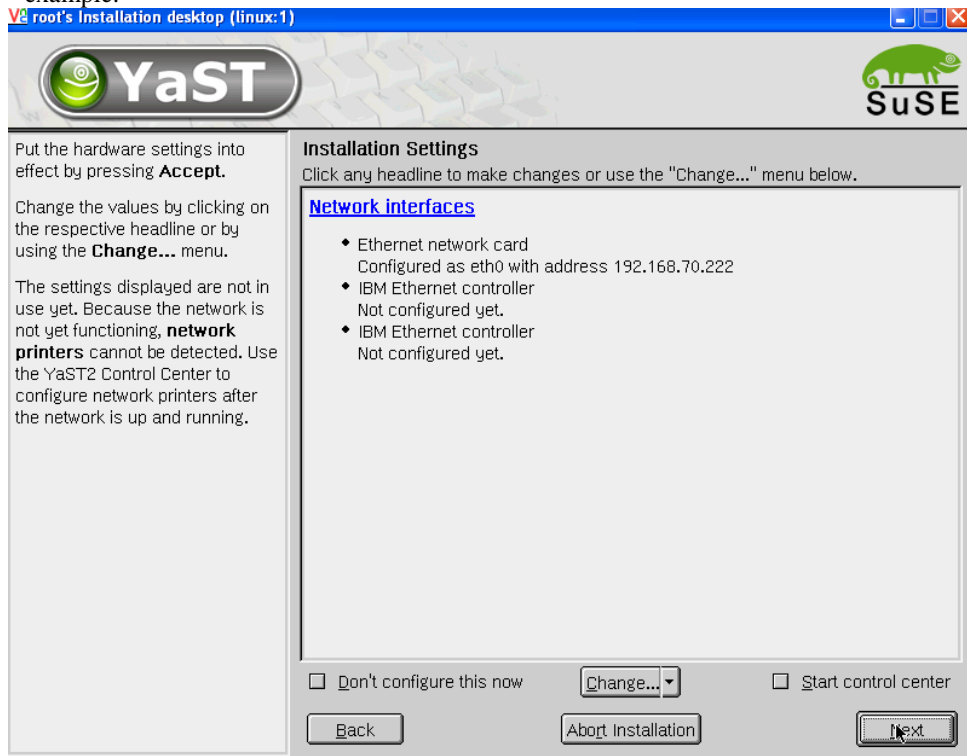 example.
root's Installation desktop (linux:1)
YaST
SuSE
Put the hardware settings into
effect by pressing Accept.
Change the values by clicking on
the respective headline or by
using the Change... menu.
The settings displayed are not in
use yet. Because the network is
not yet functioning, network
printers cannot be detected. Use
the YaST2 Control Center to
configure network printers after
the network is up and running.
Installation Settings
Click any headline to make changes or use the "Change..." menu below.
Network interfaces
Ethernet network card
Configured as eth0 with address 192.168.70.222
IBM Ethernet controller
Not configured yet.
IBM Ethernet controller
Not configured yet.
Don't configure this now
Change...
Start control center
Back
Abort Installation
Next